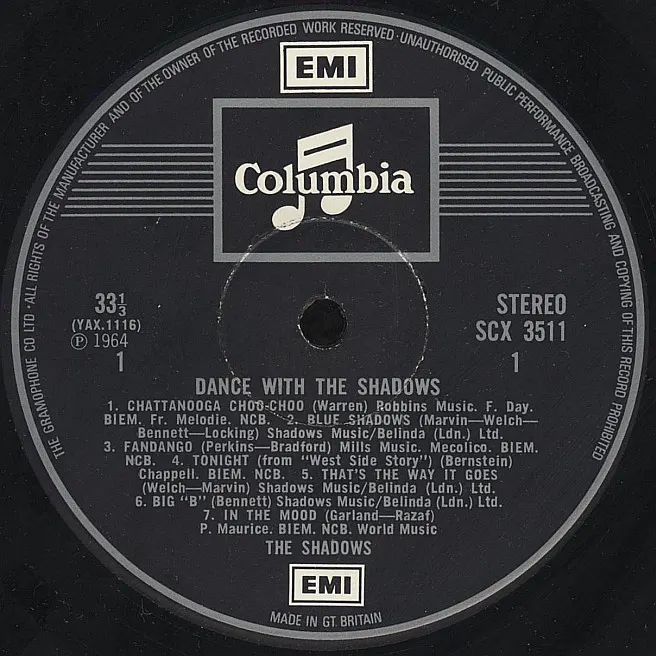 THE GRAMOPHONE CO LTD · ALL RIGHTS OF THE MANUFACTURER AND OF THE OWNER OF THE RECORDED WORK RESERVED · UNAUTHORISED PUBLIC PERFORMANCE BROADCASTING AND COPYING OF THIS RECORD PROHIBITED
EMI
Columbia
33⅓
(YAX.1116)
Ⓟ 1964
1
STEREO
SCX 3511
1
DANCE WITH THE SHADOWS
1. CHATTANOOGA CHOO-CHOO (Warren) Robbins Music. F. Day.
BIEM. Fr. Melodie. NCB. 2. BLUE SHADOWS (Marvin—Welch—
Bennett—Locking) Shadows Music/Belinda (Ldn.) Ltd.
3. FANDANGO (Perkins—Bradford) Mills Music. Mecolico. BIEM.
NCB. 4. TONIGHT (from "West Side Story") (Bernstein)
Chappell. BIEM. NCB. 5. THAT'S THE WAY IT GOES
(Welch—Marvin) Shadows Music/Belinda (Ldn.) Ltd.
6. BIG "B" (Bennett) Shadows Music/Belinda (Ldn.) Ltd.
7. IN THE MOOD (Garland—Razaf)
P. Maurice. BIEM. NCB. World Music
THE SHADOWS
EMI
MADE IN GT. BRITAIN